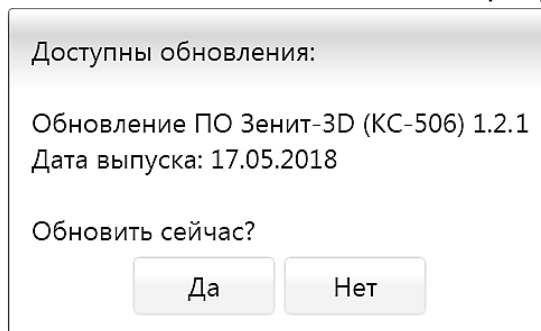 Доступны обновления:
Обновление ПО Зенит-3D (КС-506) 1.2.1
Дата выпуска: 17.05.2018
Обновить сейчас?
Да
Нет